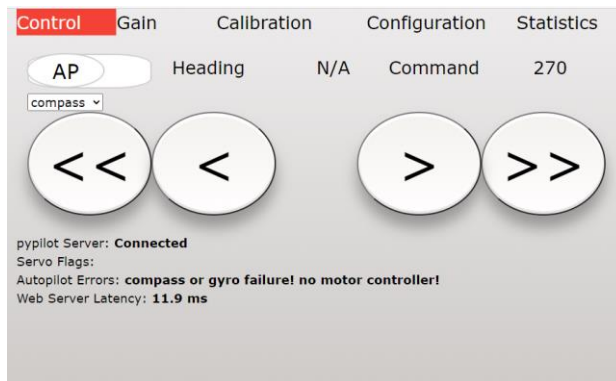 Control Gain Calibration Configuration Statistics
AP Heading N/A Command 270
compass
<< < > >>
pypilot Server: Connected
Servo Flags:
Autopilot Errors: compass or gyro failure! no motor controller!
Web Server Latency: 11.9 ms